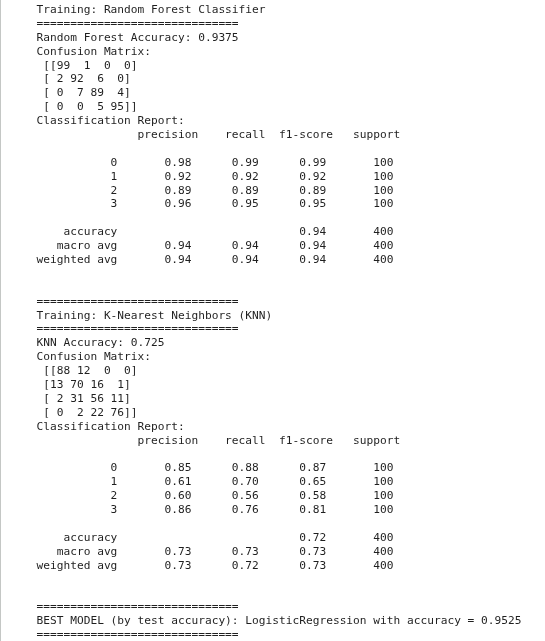 Training: Random Forest Classifier
==============================
Random Forest Accuracy: 0.9375
Confusion Matrix:
[[99  1  0  0]
[ 2 92  6  0]
[ 0  7 89  4]
[ 0  0  5 95]]
Classification Report:
precision    recall  f1-score   support
0       0.98      0.99      0.99       100
1       0.92      0.92      0.92       100
2       0.89      0.89      0.89       100
3       0.96      0.95      0.95       100
accuracy                           0.94       400
macro avg       0.94      0.94      0.94       400
weighted avg       0.94      0.94      0.94       400
==============================
Training: K-Nearest Neighbors (KNN)
==============================
KNN Accuracy: 0.725
Confusion Matrix:
[[88 12  0  0]
[13 70 16  1]
[ 2 31 56 11]
[ 0  2 22 76]]
Classification Report:
precision    recall  f1-score   support
0       0.85      0.88      0.87       100
1       0.61      0.70      0.65       100
2       0.60      0.56      0.58       100
3       0.86      0.76      0.81       100
accuracy                           0.72       400
macro avg       0.73      0.73      0.73       400
weighted avg       0.73      0.72      0.73       400
==============================
BEST MODEL (by test accuracy): LogisticRegression with accuracy = 0.9525
==============================